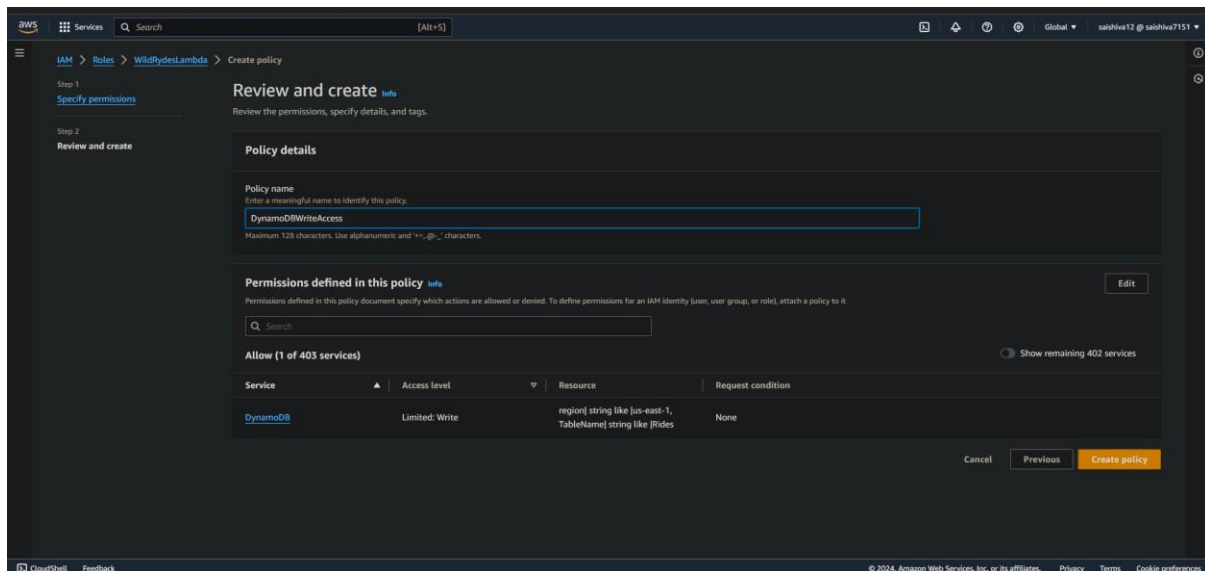 aws Services Search [Alt+S] Global saishiva12 @ saishiva7151
IAM > Roles > WildRydesLambda > Create policy
Step 1
Specify permissions
Step 2
Review and create
Review and create Info
Review the permissions, specify details, and tags.
Policy details
Policy name
Enter a meaningful name to identify this policy.
DynamoDBWriteAccess
Maximum 128 characters. Use alphanumeric and '+=,.@-_' characters.
Permissions defined in this policy Info
Edit
Permissions defined in this policy document specify which actions are allowed or denied. To define permissions for an IAM identity (user, user group, or role), attach a policy to it
Search
Allow (1 of 403 services)
Show remaining 402 services
Service Access level Resource Request condition
DynamoDB Limited: Write region| string like |us-east-1, None
TableName| string like |Rides
Cancel Previous Create policy
CloudShell Feedback © 2024, Amazon Web Services, Inc. or its affiliates. Privacy Terms Cookie preferences